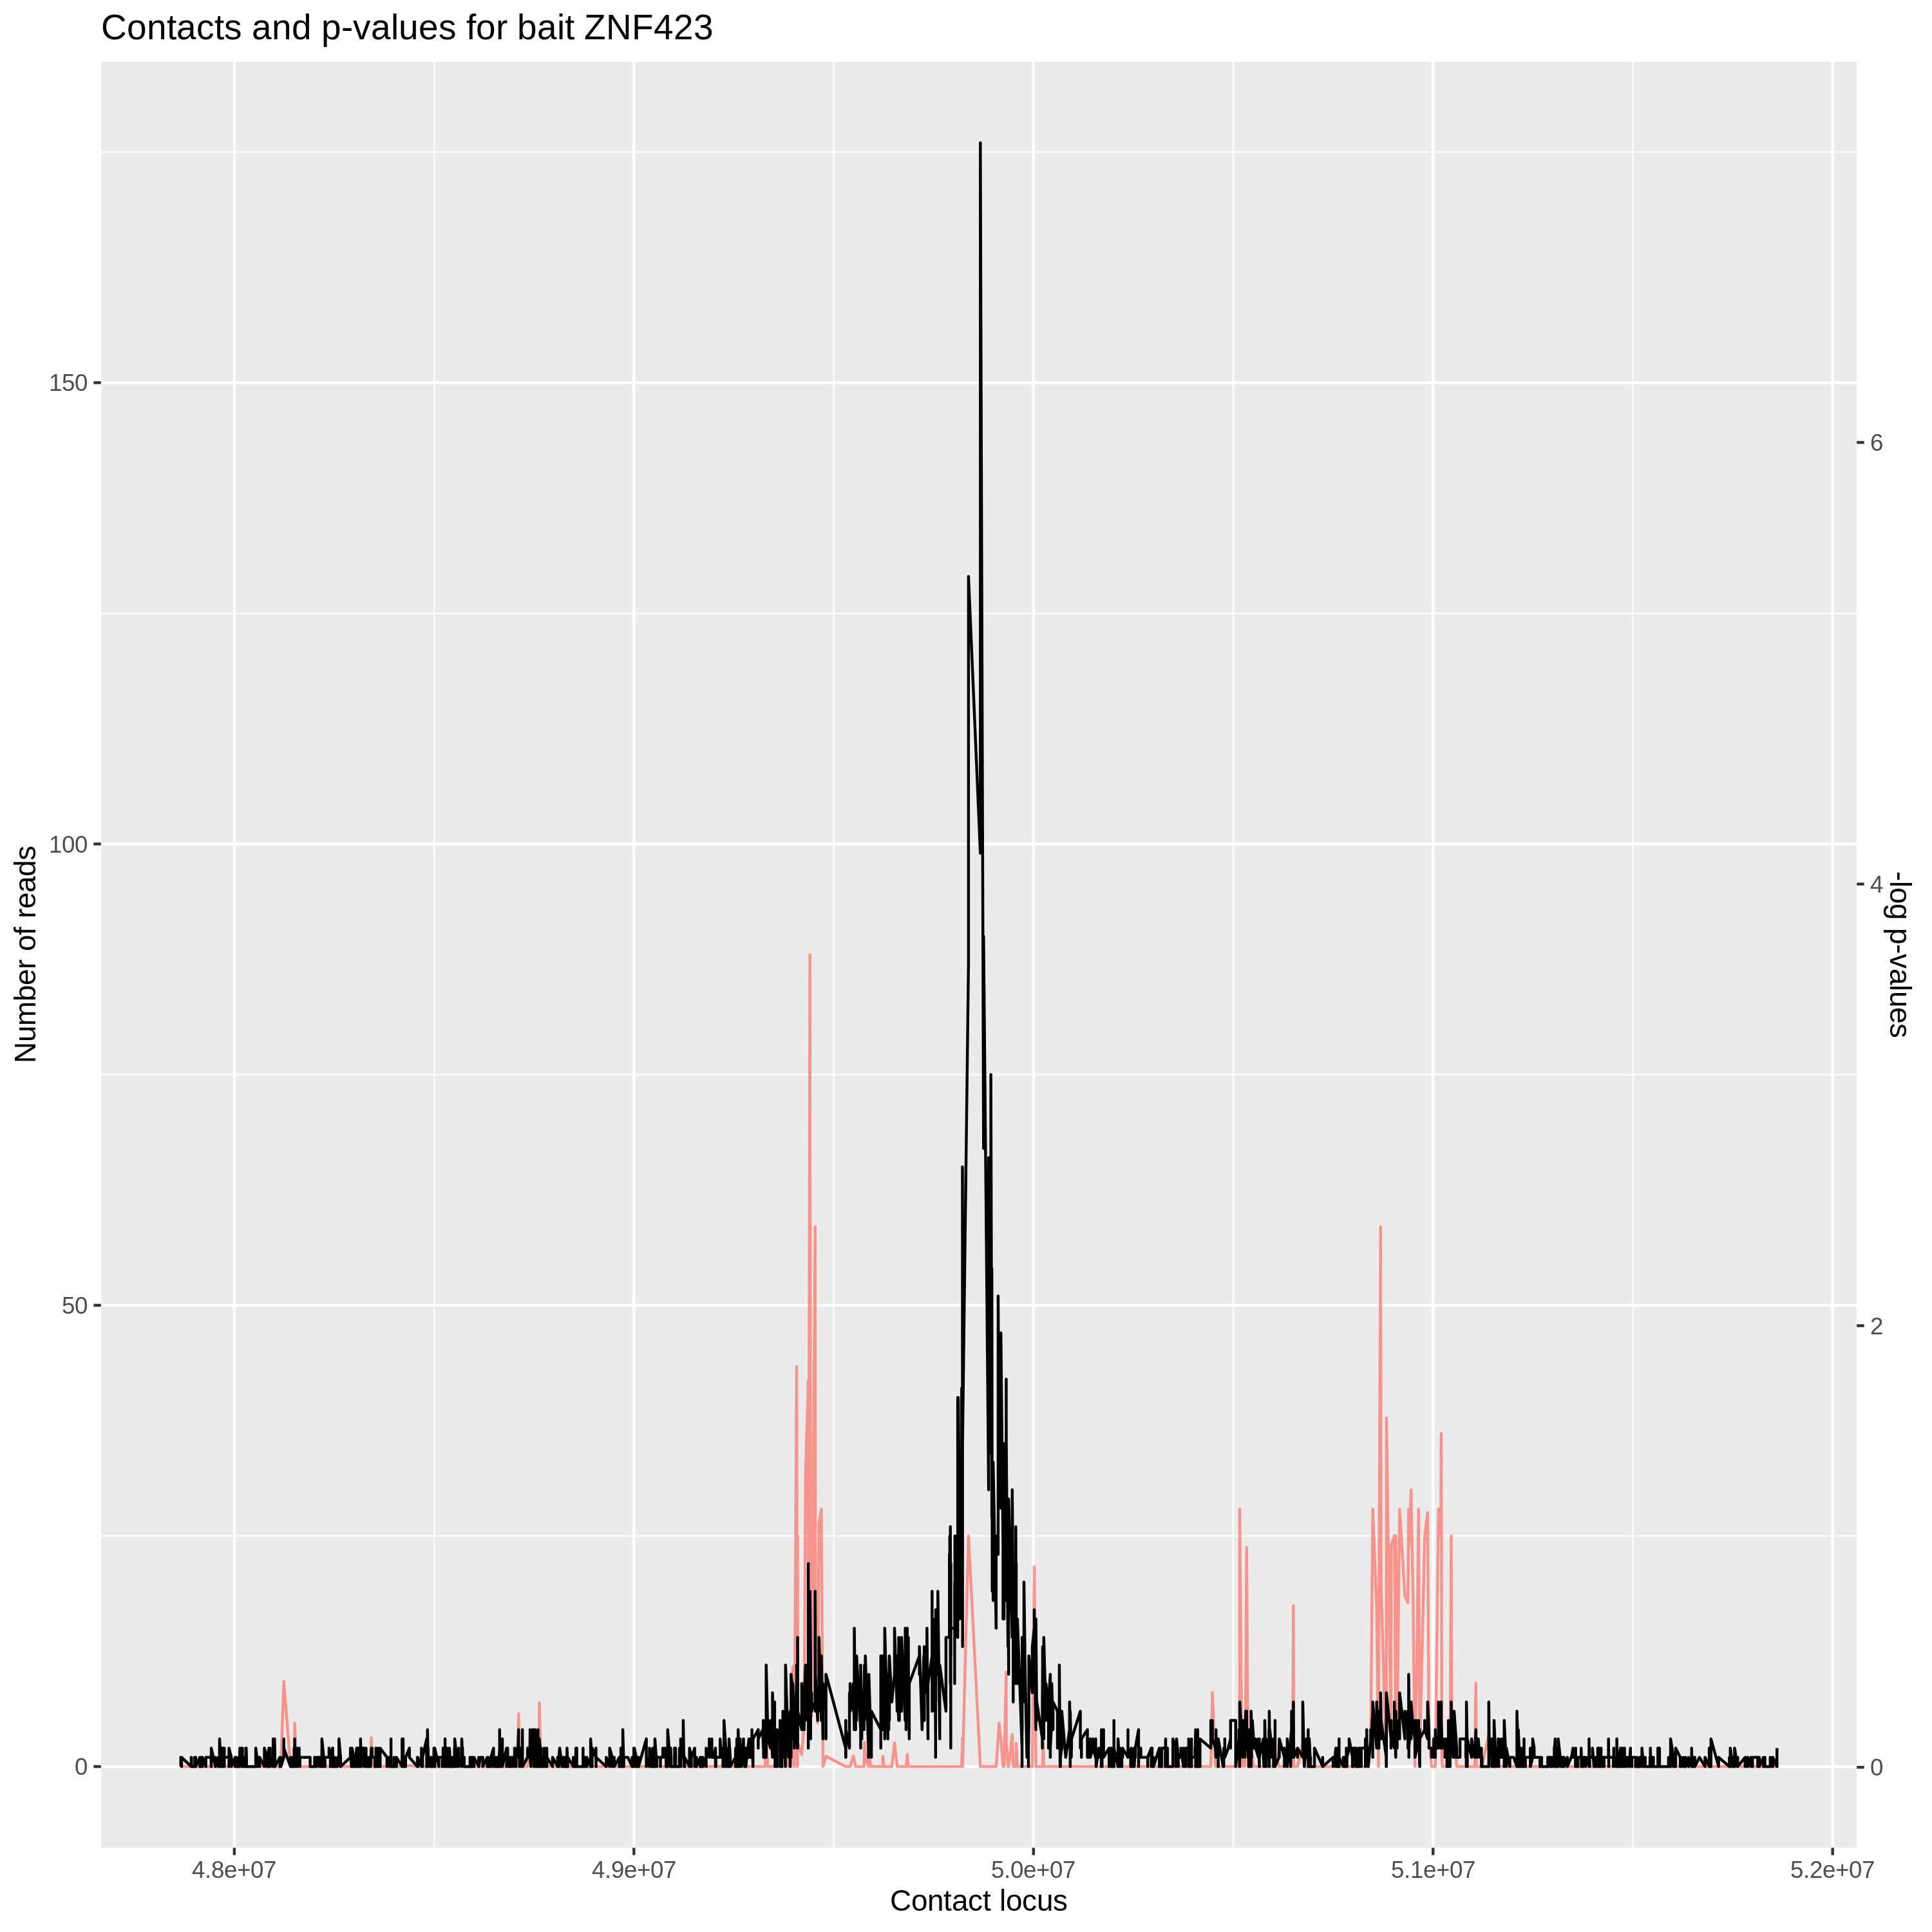 Contacts and p-values for bait ZNF423
150
100
50
0
Number of reads
6
4
2
0
-log p-values
4.8e+07 4.9e+07 5.0e+07 5.1e+07 5.2e+07
Contact locus